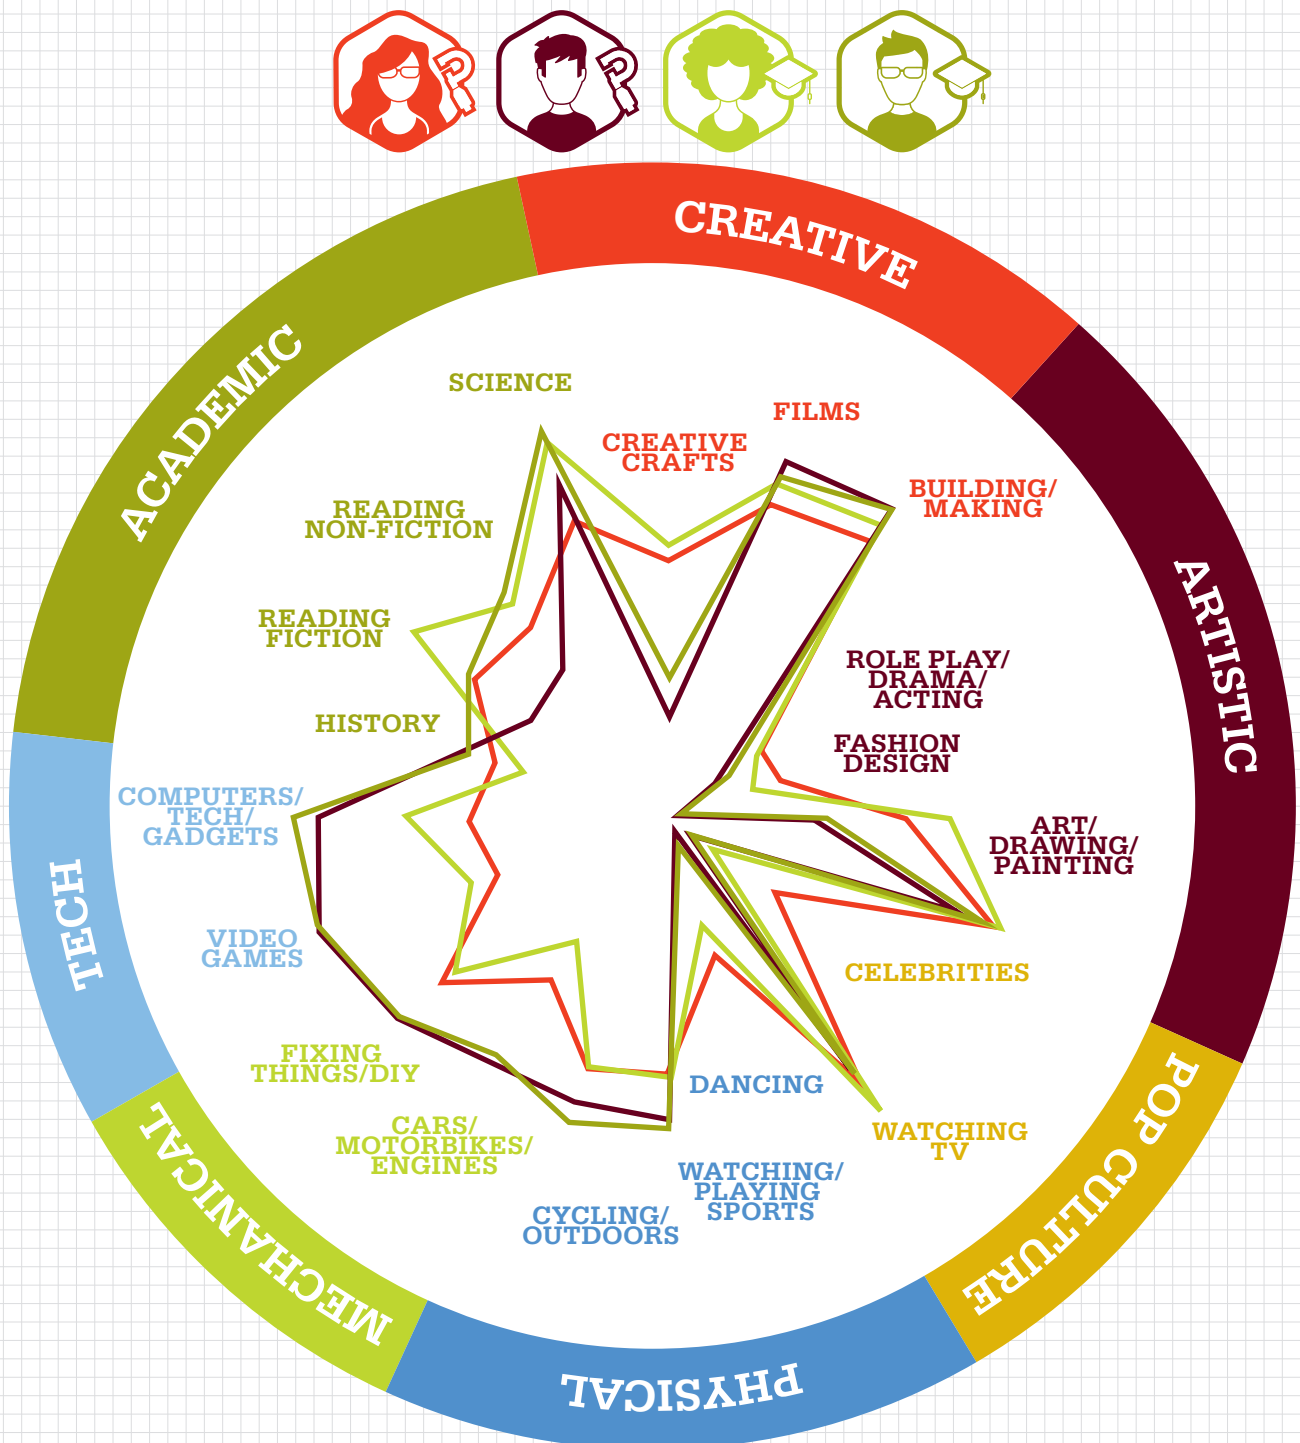 CREATIVE
ACADEMIC
ARTISTIC
TECH
MECHANICAL
PHYSICAL
POP CULTURE
SCIENCE
FILMS
CREATIVE
CRAFTS
BUILDING/
MAKING
READING
NON-FICTION
READING
FICTION
ROLE PLAY/
DRAMA/
ACTING
HISTORY
FASHION
DESIGN
COMPUTERS/
TECH/
GADGETS
ART/
DRAWING/
PAINTING
VIDEO
GAMES
CELEBRITIES
FIXING
THINGS/DIY
DANCING
CARS/
MOTORBIKES/
ENGINES
WATCHING
TV
WATCHING/
PLAYING
SPORTS
CYCLING/
OUTDOORS